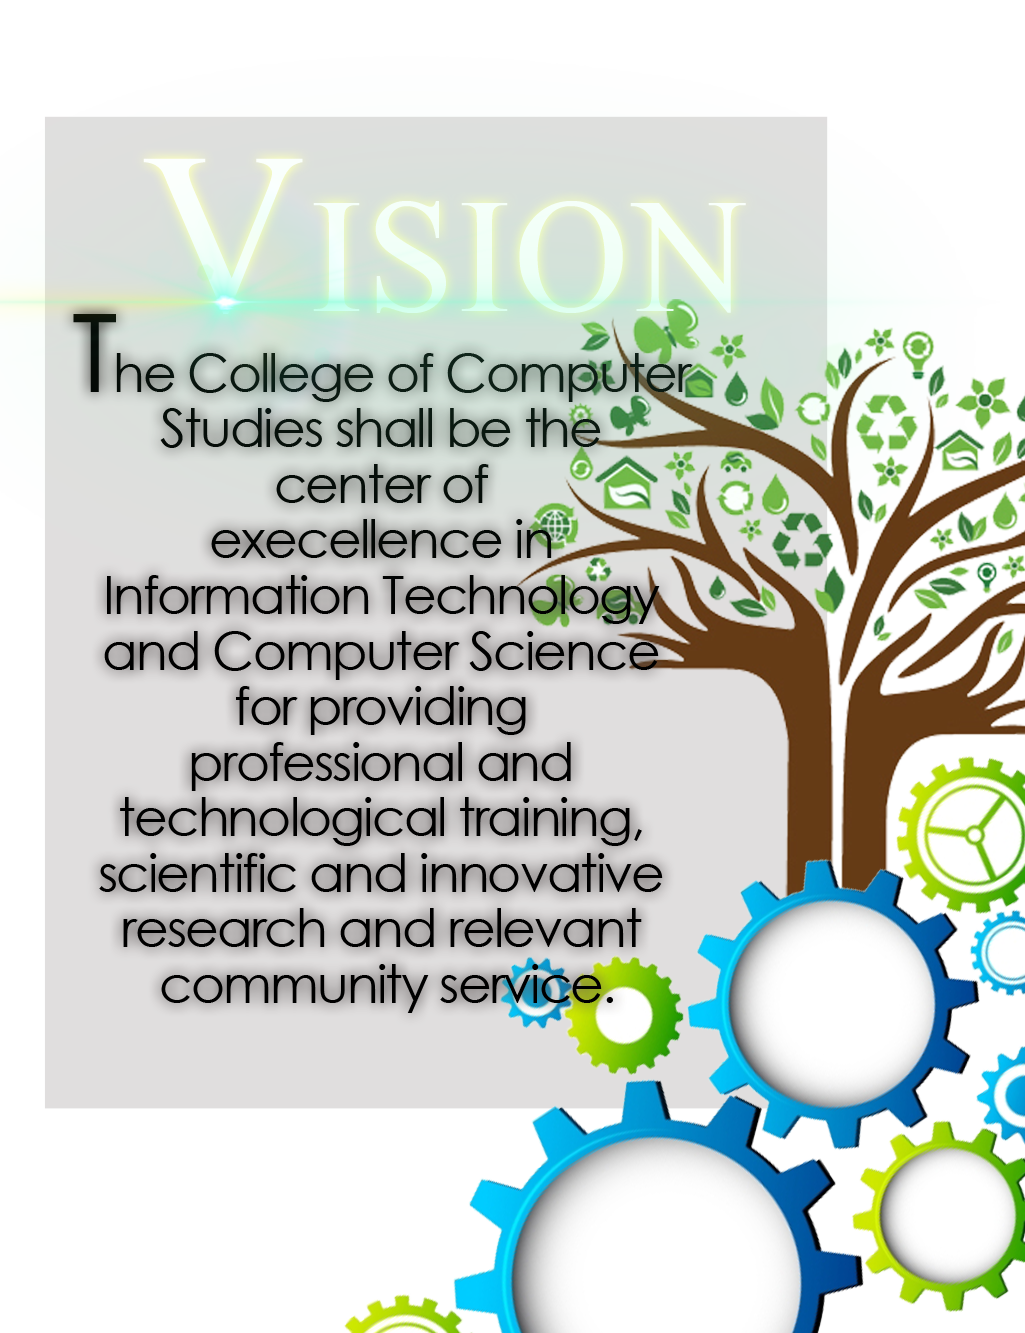 VISION
The College of Computer
Studies shall be the
center of
execellence in
Information Technology
and Computer Science
for providing
professional and
technological training,
scientific and innovative
research and relevant
community service.